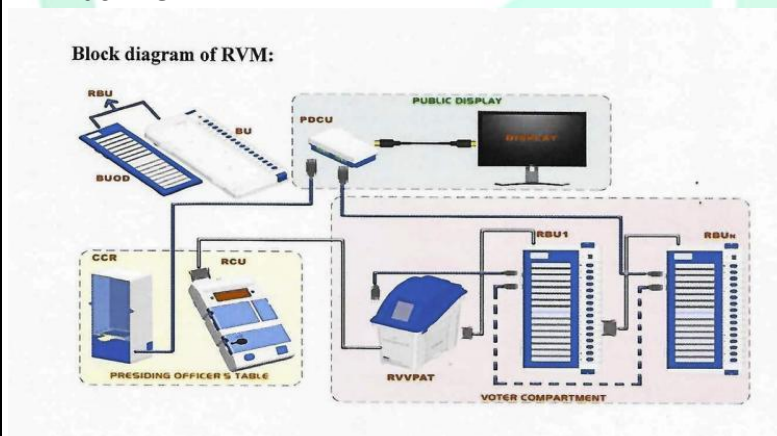 Block diagram of RVM:
RBU
BU
BUOD
PUBLIC DISPLAY
PDCU
DISPLAY
CCR
RCU
PRESIDING OFFICER'S TABLE
RBU1
RBUN
RVVPAT
VOTER COMPARTMENT